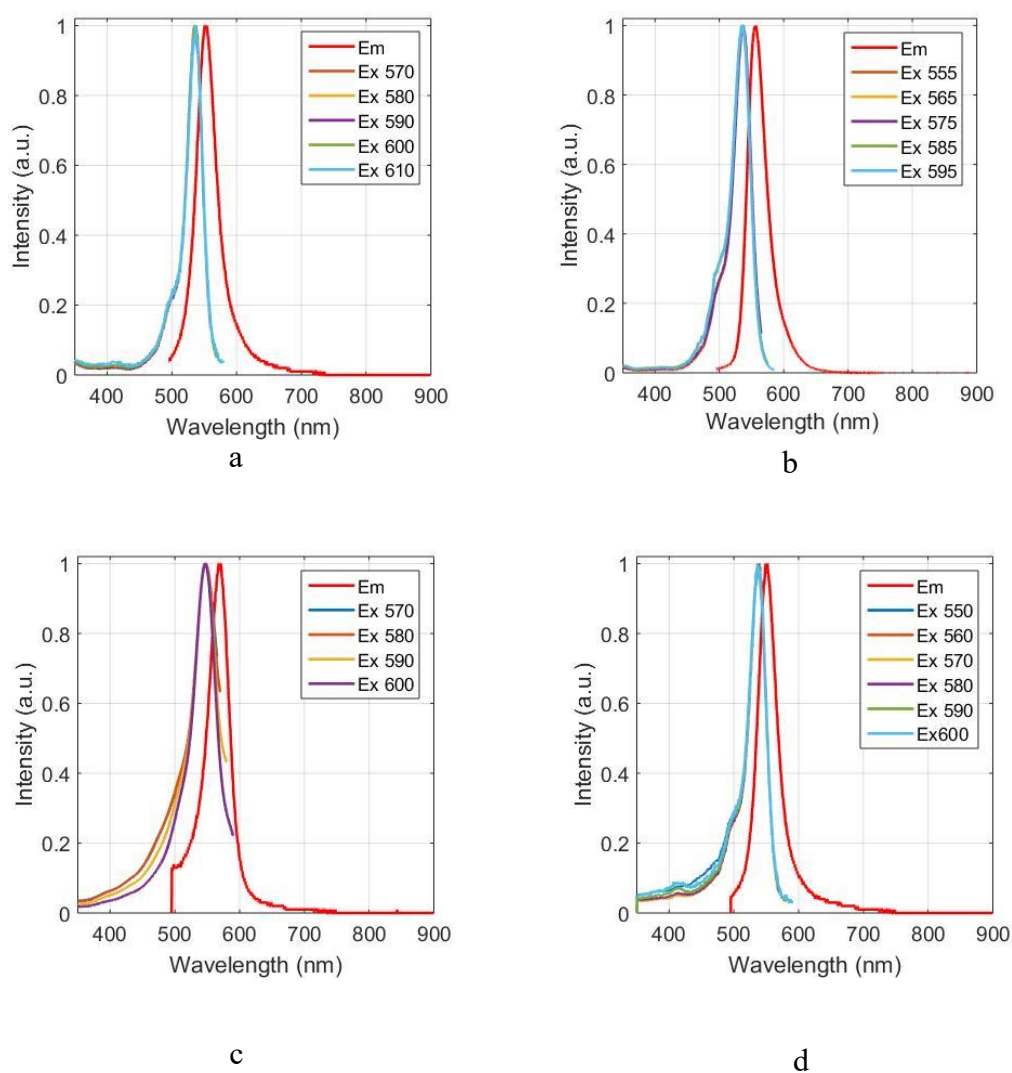 1
0.8
0.6
0.4
0.2
0
Intensity (a.u.)
400 500 600 700 800 900
Wavelength (nm)
Em
Ex 570
Ex 580
Ex 590
Ex 600
Ex 610
a
1
0.8
0.6
0.4
0.2
0
Intensity (a.u.)
400 500 600 700 800 900
Wavelength (nm)
Em
Ex 555
Ex 565
Ex 575
Ex 585
Ex 595
b
1
0.8
0.6
0.4
0.2
0
Intensity (a.u.)
400 500 600 700 800 900
Wavelength (nm)
Em
Ex 570
Ex 580
Ex 590
Ex 600
c
1
0.8
0.6
0.4
0.2
0
Intensity (a.u.)
400 500 600 700 800 900
Wavelength (nm)
Em
Ex 550
Ex 560
Ex 570
Ex 580
Ex 590
Ex600
d